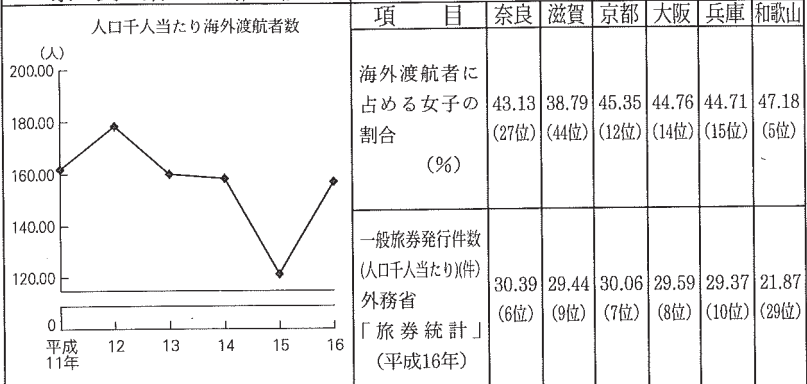 人口千人当たり海外渡航者数
(人)
200.00
180.00
160.00
140.00
120.00
0
平成 12 13 14 15 16
11年
項 目 奈良 滋賀 京都 大阪 兵庫 和歌山
海外渡航者に
占める女子の 43.13 38.79 45.35 44.76 44.71 47.18
割合 (27位) (44位) (12位) (14位) (15位) (5位)
(%)
一般旅券発行件数
(人口千人当たり)(件) 30.39 29.44 30.06 29.59 29.37 21.87
外務省 (6位) (9位) (7位) (8位) (10位) (29位)
「旅券統計」
(平成16年)